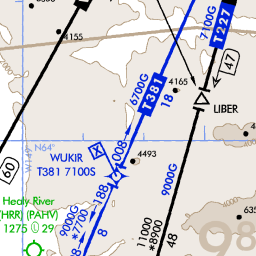 7100G
T227
4155
47
6700G
T381
18
4165
LIBER
N64°
W149°
WUKIR
T381 7100S
008
4493
60
188
9000G
Healy River
(HRR) (PAHV)
1275 29
9000G
*7700
8
11000
*8900
48
98